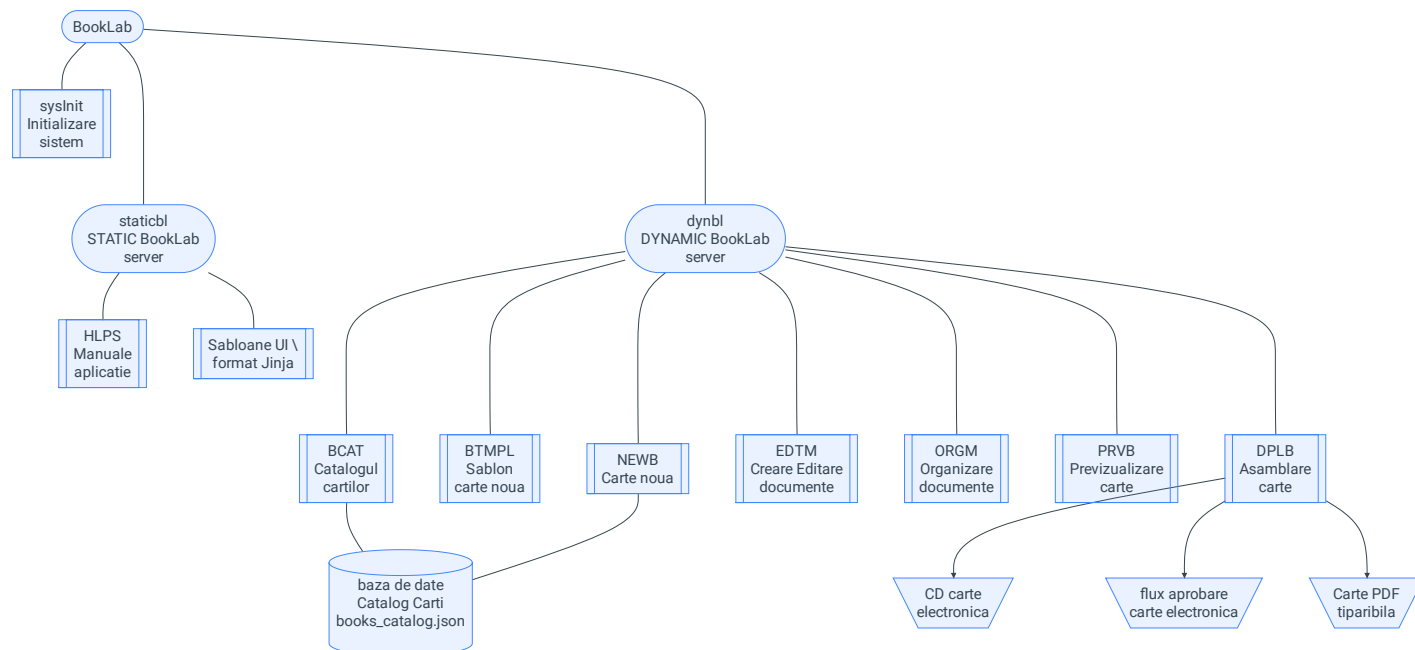 BookLab
sysInit
Initializare
sistem
staticbl
STATIC BookLab
server
dynbl
DYNAMIC BookLab
server
HLPS
Manuale
aplicatie
Sabloane UI \
format Jinja
BCAT
Catalogul
cartilor
BTMPL
Sablon
carte noua
NEWB
Carte noua
EDTM
Creare Editare
documente
ORGM
Organizare
documente
PRVB
Previzualizare
carte
DPLB
Asamblare
carte
baza de date
Catalog Carti
books_catalog.json
CD carte
electronica
flux aprobare
carte electronica
Carte PDF
tiparibila